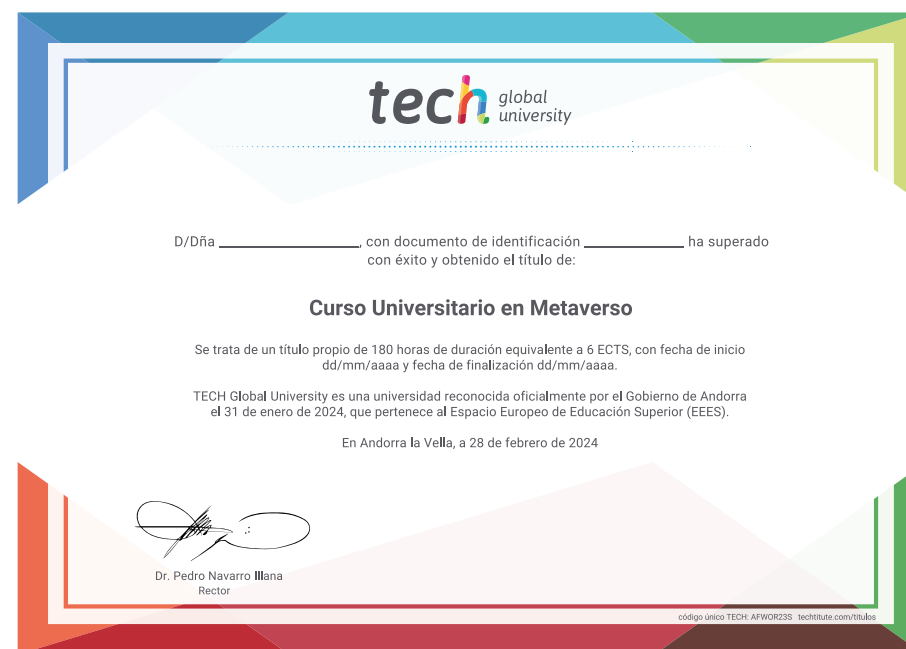 tech global university
D/Dña ____________________, con documento de identificación ______________ ha superado
con éxito y obtenido el título de:
Curso Universitario en Metaverso
Se trata de un título propio de 180 horas de duración equivalente a 6 ECTS, con fecha de inicio
dd/mm/aaaa y fecha de finalización dd/mm/aaaa.
TECH Global University es una universidad reconocida oficialmente por el Gobierno de Andorra
el 31 de enero de 2024, que pertenece al Espacio Europeo de Educación Superior (EEES).
En Andorra la Vella, a 28 de febrero de 2024
Dr. Pedro Navarro Illana
Rector
código único TECH: AFWOR23S techtitute.com/titulos